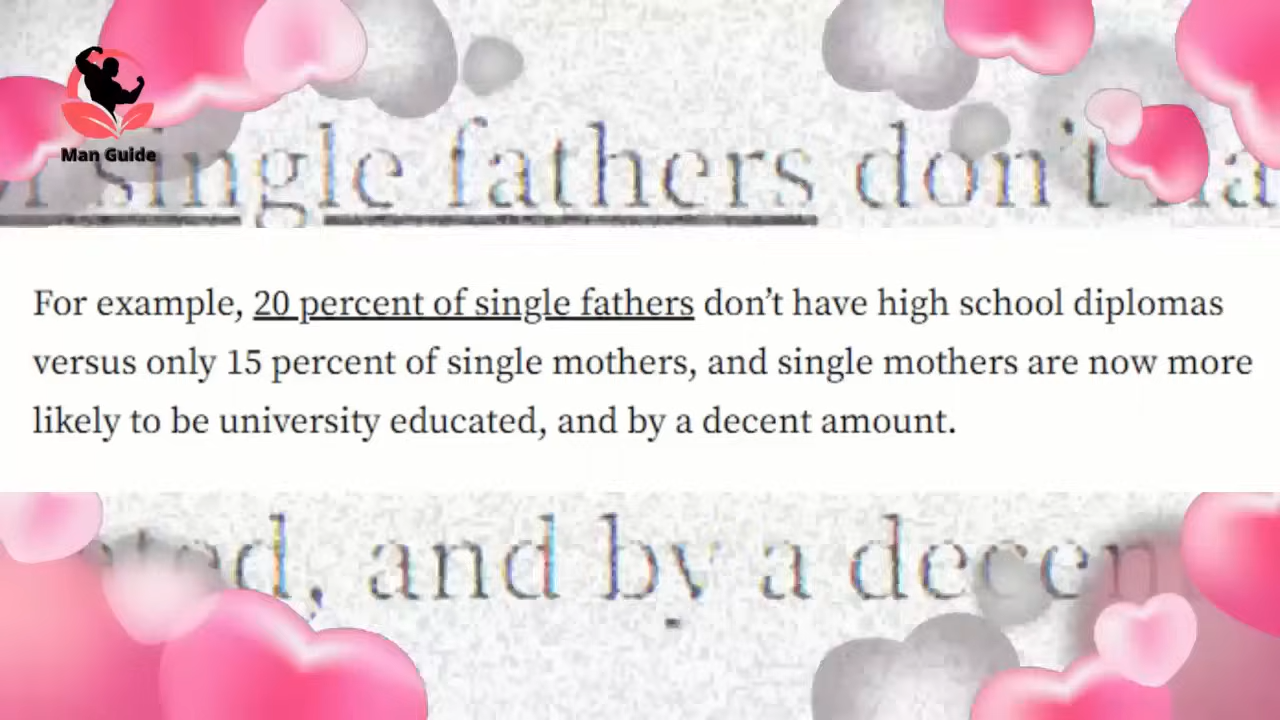 Man Guide
single fathers don't
For example, 20 percent of single fathers don’t have high school diplomas
versus only 15 percent of single mothers, and single mothers are now more
likely to be university educated, and by a decent amount.
and by a